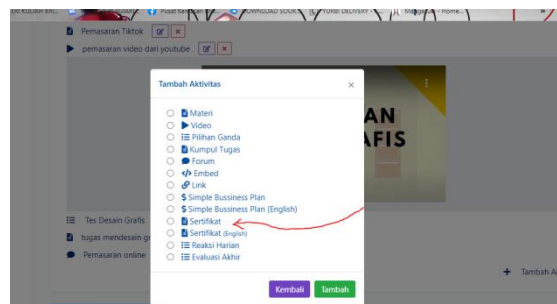 Pemasaran Tiktok
pemasaran video dari youtube
Tambah Aktivitas
Materi
Video
Pilihan Ganda
Kumpul Tugas
Forum
Embed
Link
Simple Bussiness Plan
Simple Bussiness Plan (English)
Sertifikat
Sertifikat (English)
Reaksi Harian
Evaluasi Akhir
Kembali
Tambah
AN
AFIS
Tes Desain Grafis
tugas mendesain gr
Pemasaran online
Tambah Ak